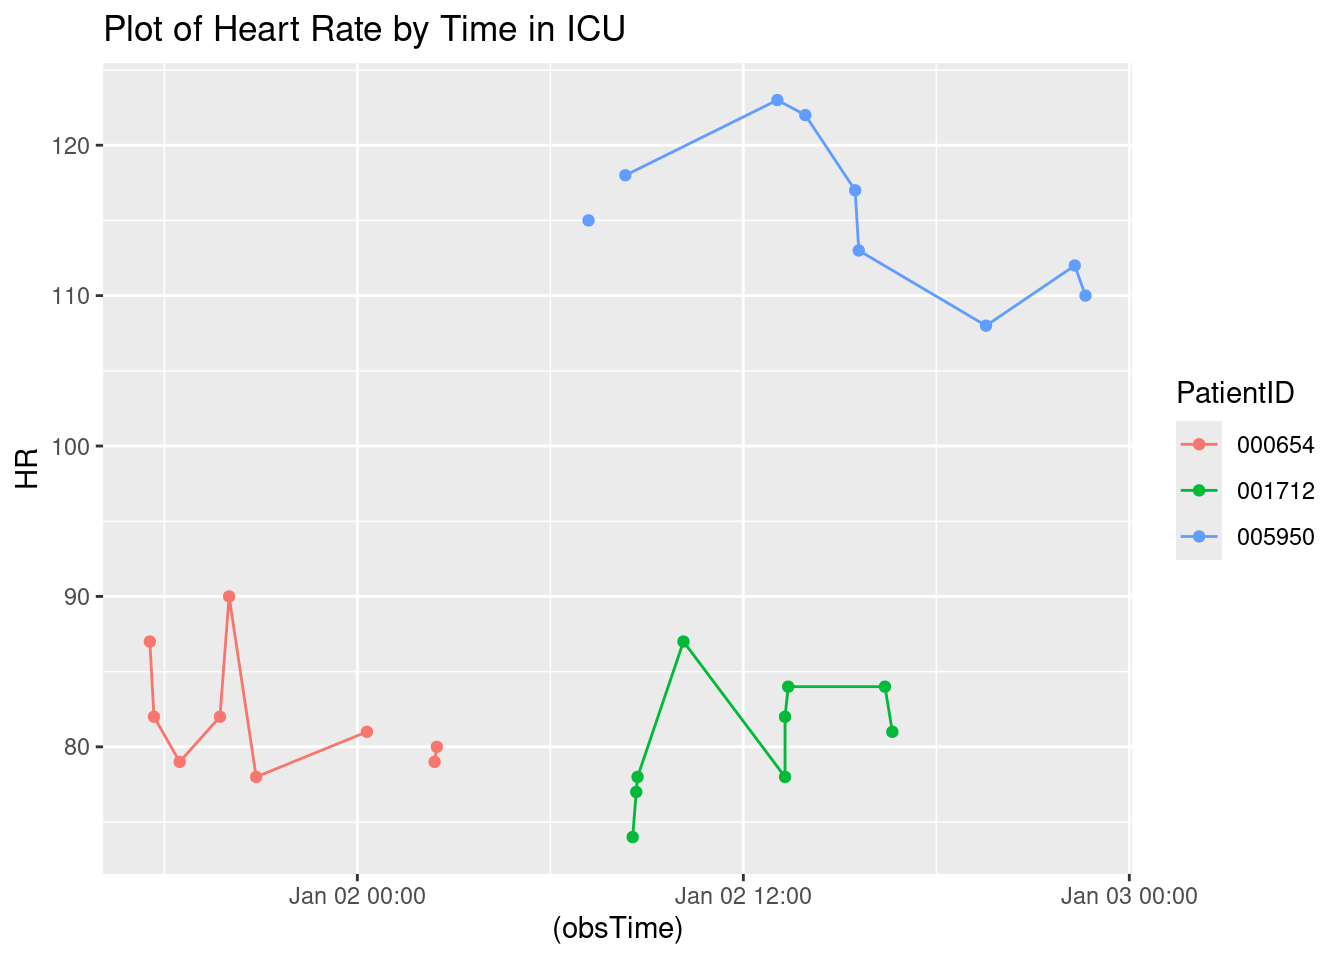 Plot of Heart Rate by Time in ICU
120
110
100
90
80
HR
Jan 02 00:00
Jan 02 12:00
Jan 03 00:00
(obsTime)
PatientID
000654
001712
005950